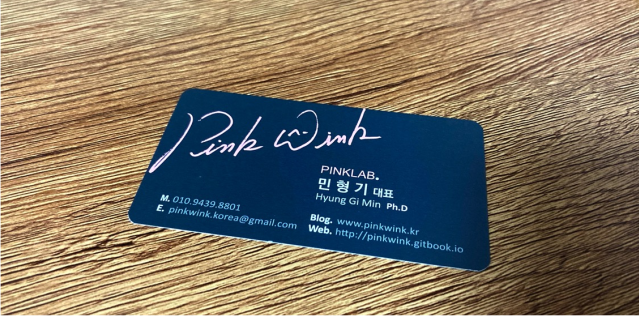 Pink Wink
PINKLAB.
민 형 기 대표
Hyung Gi Min Ph.D
M. 010.9439.8801
E. pinkwink.korea@gmail.com
Blog. www.pinkwink.kr
Web. http://pinkwink.gitbook.io